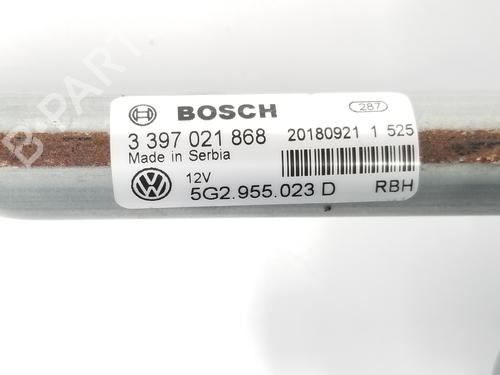 BOSCH
287
3 397 021 868
20180921 1 525
Made in Serbia
12V
5G2.955.023 D
RBH